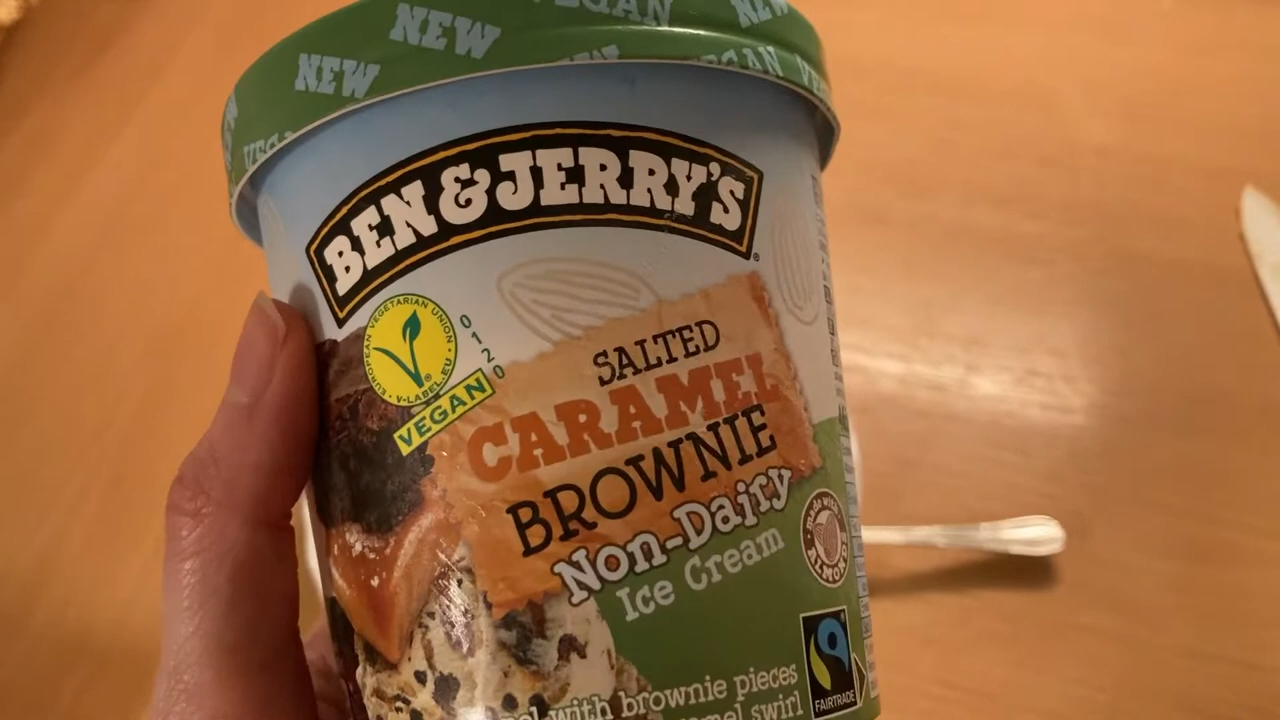 NEW
NEW
VEGAN
NEW
VEGAN
BEN & JERRY'S
EUROPEAN VEGETARIAN UNION
V-LABEL.EU
VEGAN
0120
SALTED
CARAMEL
BROWNIE
Non-Dairy
Ice Cream
made with
ALMONDS
FAIRTRADE
with brownie pieces
swirl